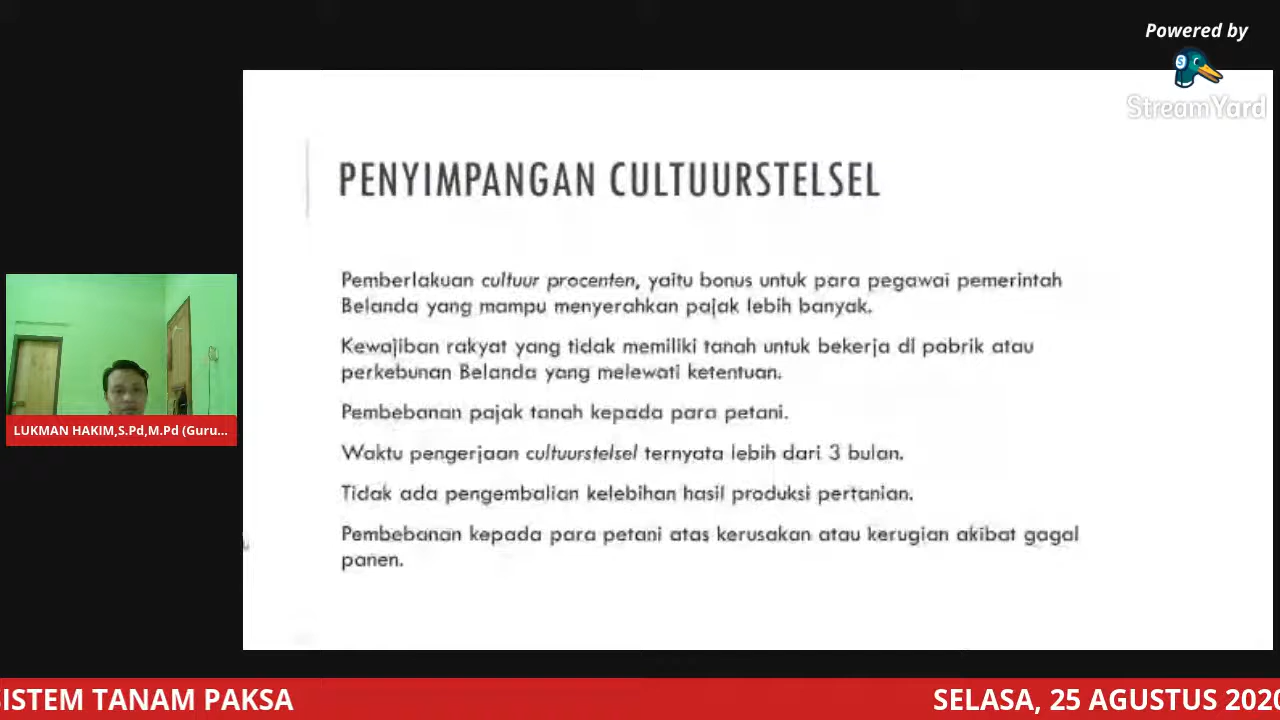 Powered by
StreamYard
PENYIMPANGAN CULTUURSTELSEL
Pemberlakuan cultuur procenten, yaitu bonus untuk para pegawai pemerintah
Belanda yang mampu menyerahkan pajak lebih banyak.
Kewajiban rakyat yang tidak memiliki tanah untuk bekerja di pabrik atau
perkebunan Belanda yang melewati ketentuan.
Pembebanan pajak tanah kepada para petani.
Waktu pengerjaan cultuurstelsel ternyata lebih dari 3 bulan.
Tidak ada pengembalian kelebihan hasil produksi pertanian.
Pembebanan kepada para petani atas kerusakan atau kerugian akibat gagal
panen.
LUKMAN HAKIM,S.Pd,M.Pd (Guru...
SISTEM TANAM PAKSA
SELASA, 25 AGUSTUS 2020